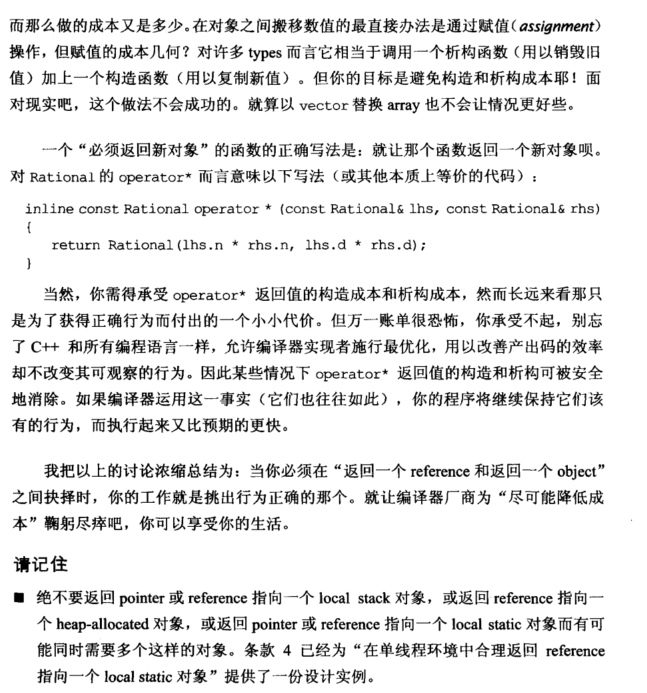 而那么做的成本又是多少。在对象之间搬移数值的最直接办法是通过赋值(assignment)
操作，但赋值的成本几何？对许多 types 而言它相当于调用一个析构函数（用以销毁旧
值）加上一个构造函数（用以复制新值）。但你的目标是避免构造和析构成本耶！面
对现实吧，这个做法不会成功的。就算以 vector 替换 array 也不会让情况更好些。
一个“必须返回新对象”的函数的正确写法是：就让那个函数返回一个新对象呗。
对 Rational 的 operator* 而言意味以下写法（或其他本质上等价的代码）：
inline const Rational operator * (const Rational& lhs, const Rational& rhs)
{
return Rational(lhs.n * rhs.n, lhs.d * rhs.d);
}
当然，你需得承受 operator* 返回值的构造成本和析构成本，然而长远来看那只
是为了获得正确行为而付出的一个小小代价。但万一账单很恐怖，你承受不起，别忘
了 C++ 和所有编程语言一样，允许编译器实现者施行最优化，用以改善产出码的效率
却不改变其可观察的行为。因此某些情况下 operator* 返回值的构造和析构可被安全
地消除。如果编译器运用这一事实（它们也往往如此），你的程序将继续保持它们该
有的行为，而执行起来又比预期的更快。
我把以上的讨论浓缩总结为：当你必须在“返回一个 reference 和返回一个 object”
之间抉择时，你的工作就是挑出行为正确的那个。就让编译器厂商为“尽可能降低成
本”鞠躬尽瘁吧，你可以享受你的生活。
请记住
■ 绝不要返回 pointer 或 reference 指向一个 local stack 对象，或返回 reference 指向一
个 heap-allocated 对象，或返回 pointer 或 reference 指向一个 local static 对象而有可
能同时需要多个这样的对象。条款 4 已经为“在单线程环境中合理返回 reference
指向一个 local static 对象”提供了一份设计实例。